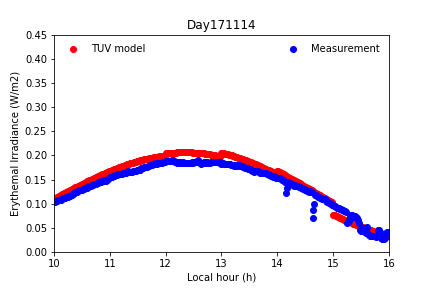 Day171114
TUV model
Measurement
Erythemal Irradiance (W/m2)
0.45
0.40
0.35
0.30
0.25
0.20
0.15
0.10
0.05
0.00
10 11 12 13 14 15 16
Local hour (h)